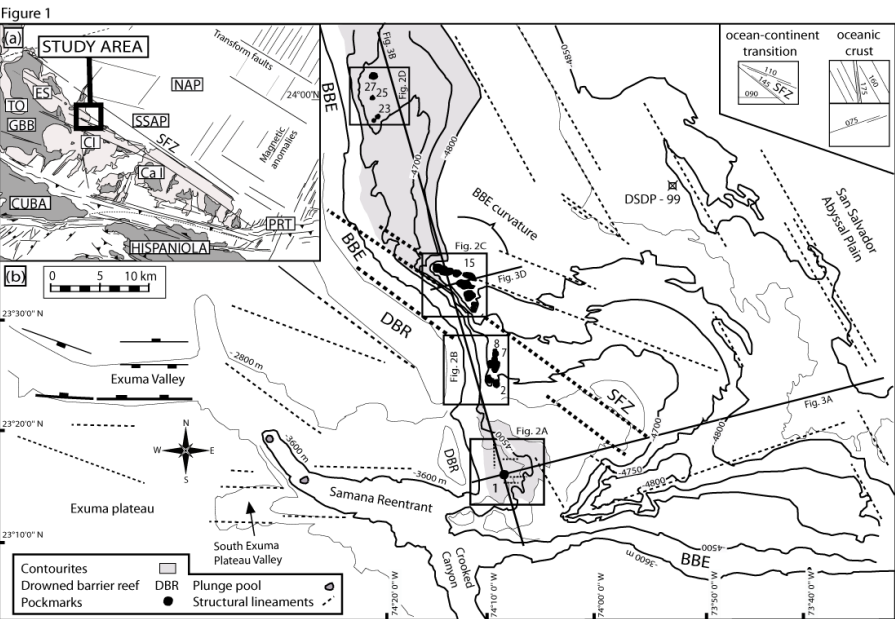 Figure 1
(a)
STUDY AREA
ES
TO
GBB
CI
Ca I
NAP
SSAP
SFZ
Transform faults
Magnetic
anomalies
CUBA
PRT
HISPANIOLA
24°00'N
BBE
Fig. 3B
27
25
23
Fig. 2D
-4700
-4800
-4850
ocean-continent
transition
110
145
SFZ
090
oceanic
crust
160
175
075
DSDP - 99
San Salvador
Abyssal Plain
BBE curvature
BBE
Fig. 2C
15
Fig. 3D
(b)
0 5 10 km
23°30'0" N
DBR
Fig. 2B
8
7
2
SFZ
Exuma Valley
-2800 m
23°20'0" N
N
W
E
S
-3600 m
DBR
-4500
Fig. 2A
1
Fig. 3A
-4700
-4800
-4750
-4800
-3600 m
Samana Reentrant
Exuma plateau
South Exuma
Plateau Valley
23°10'0" N
Crooked
Canyon
-4500
-3600 m
BBE
Contourites
Drowned barrier reef DBR Plunge pool
Pockmarks Structural lineaments
74°20'0" W
74°10'0" W
74°00'0" W
73°50'0" W
73°40'0" W